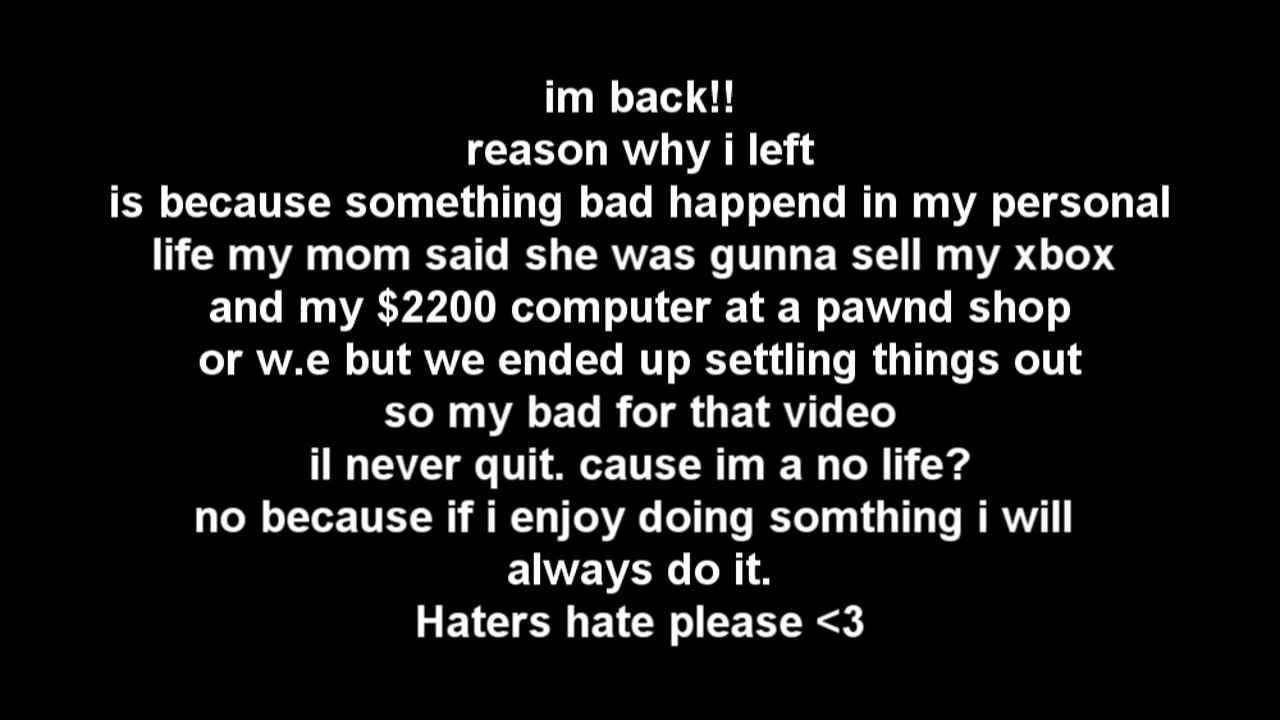 im back!!
reason why i left
is because something bad happend in my personal
life my mom said she was gunna sell my xbox
and my $2200 computer at a pawnd shop
or w.e but we ended up settling things out
so my bad for that video
il never quit. cause im a no life?
no because if i enjoy doing somthing i will
always do it.
Haters hate please <3